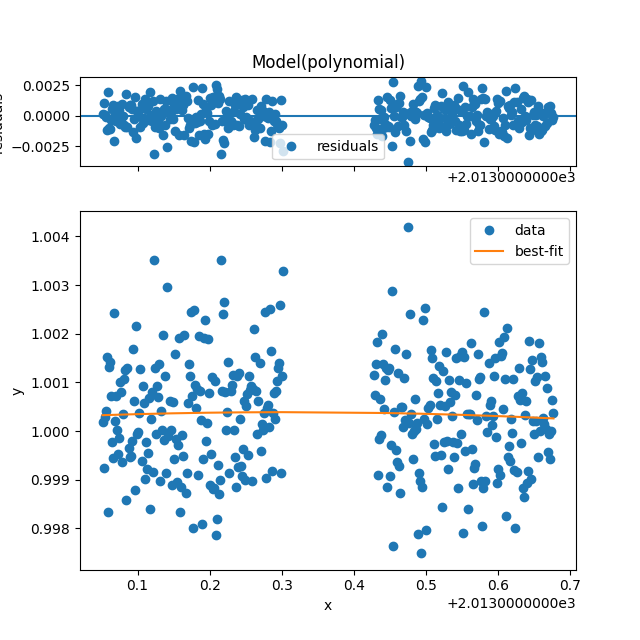 Model(polynomial)
0.0025
0.0000
−0.0025
residuals
+2.0130000000e3
1.004
1.003
1.002
1.001
1.000
0.999
0.998
y
data
best-fit
0.1
0.2
0.3
0.4
0.5
0.6
0.7
x
+2.0130000000e3